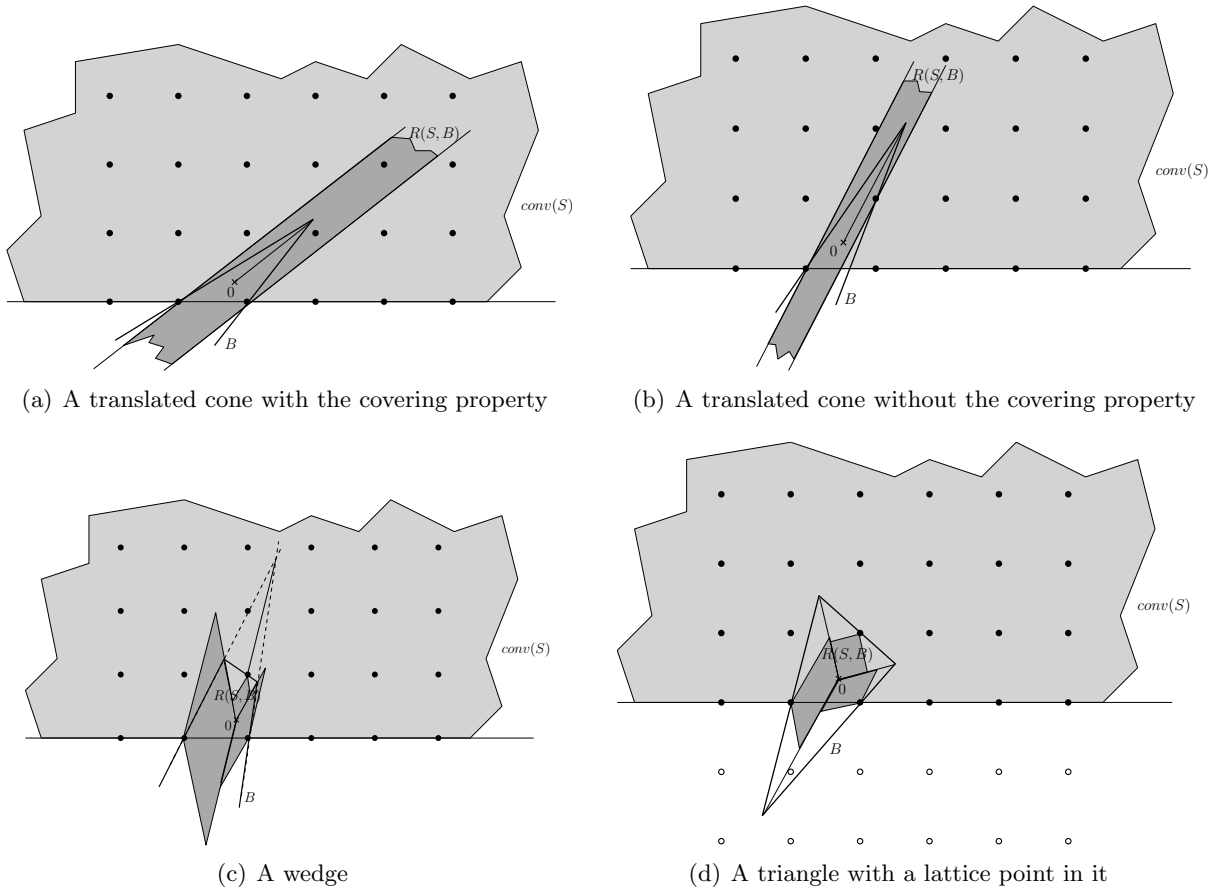 R(S, B)
conv(S)
0
B
(a) A translated cone with the covering property
R(S, B)
conv(S)
0
B
(b) A translated cone without the covering property
conv(S)
R(S, B)
0
B
(c) A wedge
conv(S)
R(S, B)
0
B
(d) A triangle with a lattice point in it